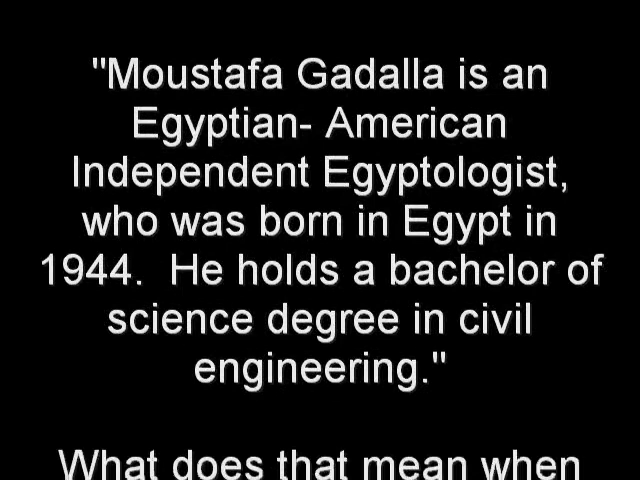 "Moustafa Gadalla is an
Egyptian- American
Independent Egyptologist,
who was born in Egypt in
1944.  He holds a bachelor of
science degree in civil
engineering."
What does that mean when